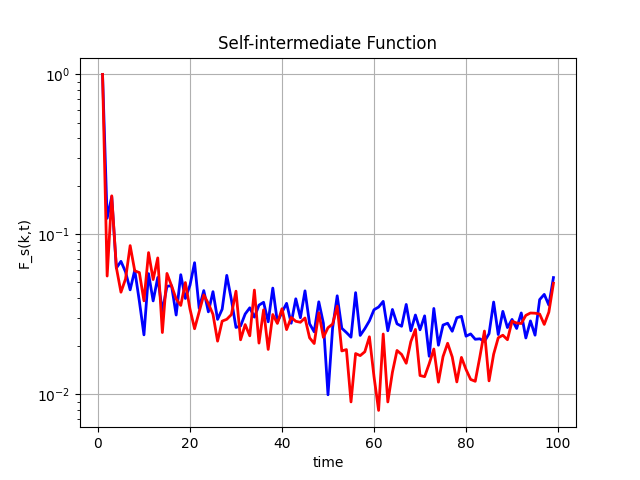 Self-intermediate Function
10⁰
10⁻¹
10⁻²
F_s(k,t)
0 20 40 60 80 100
time